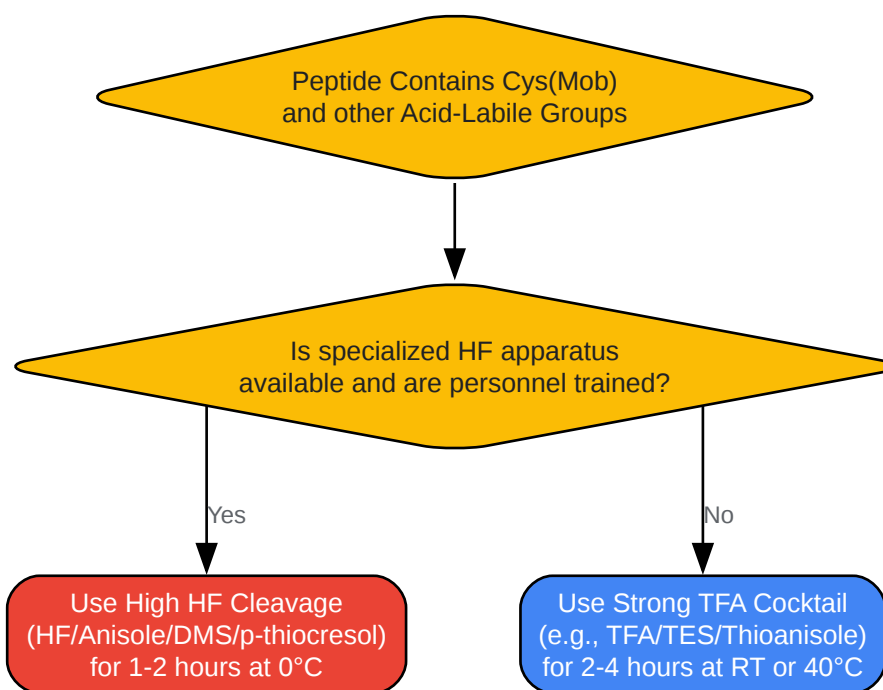 Peptide Contains Cys(Mob)
and other Acid-Labile Groups
Is specialized HF apparatus
available and are personnel trained?
Yes
No
Use High HF Cleavage
(HF/Anisole/DMS/p-thiocresol)
for 1-2 hours at 0°C
Use Strong TFA Cocktail
(e.g., TFA/TES/Thioanisole)
for 2-4 hours at RT or 40°C